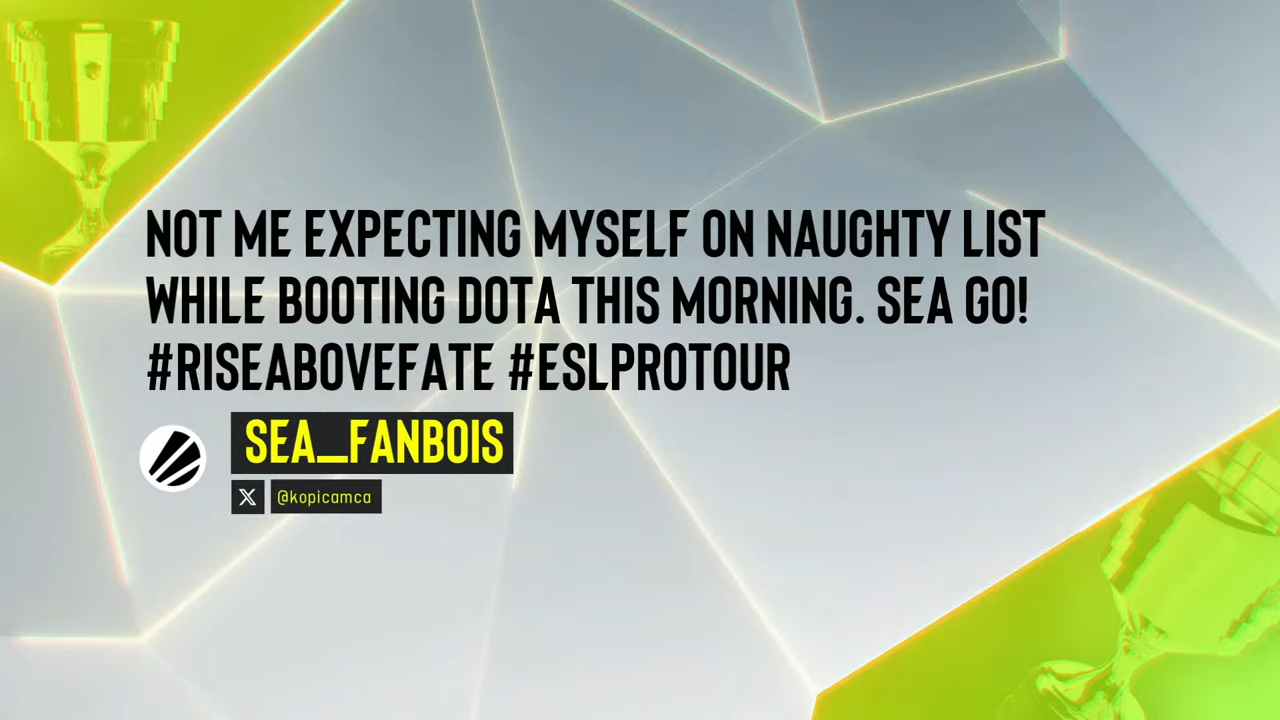 NOT ME EXPECTING MYSELF ON NAUGHTY LIST
WHILE BOOTING DOTA THIS MORNING. SEA GO!
#RISEABOVEFATE #ESLPROTOUR
SEA_FANBOIS
X @kopicamca